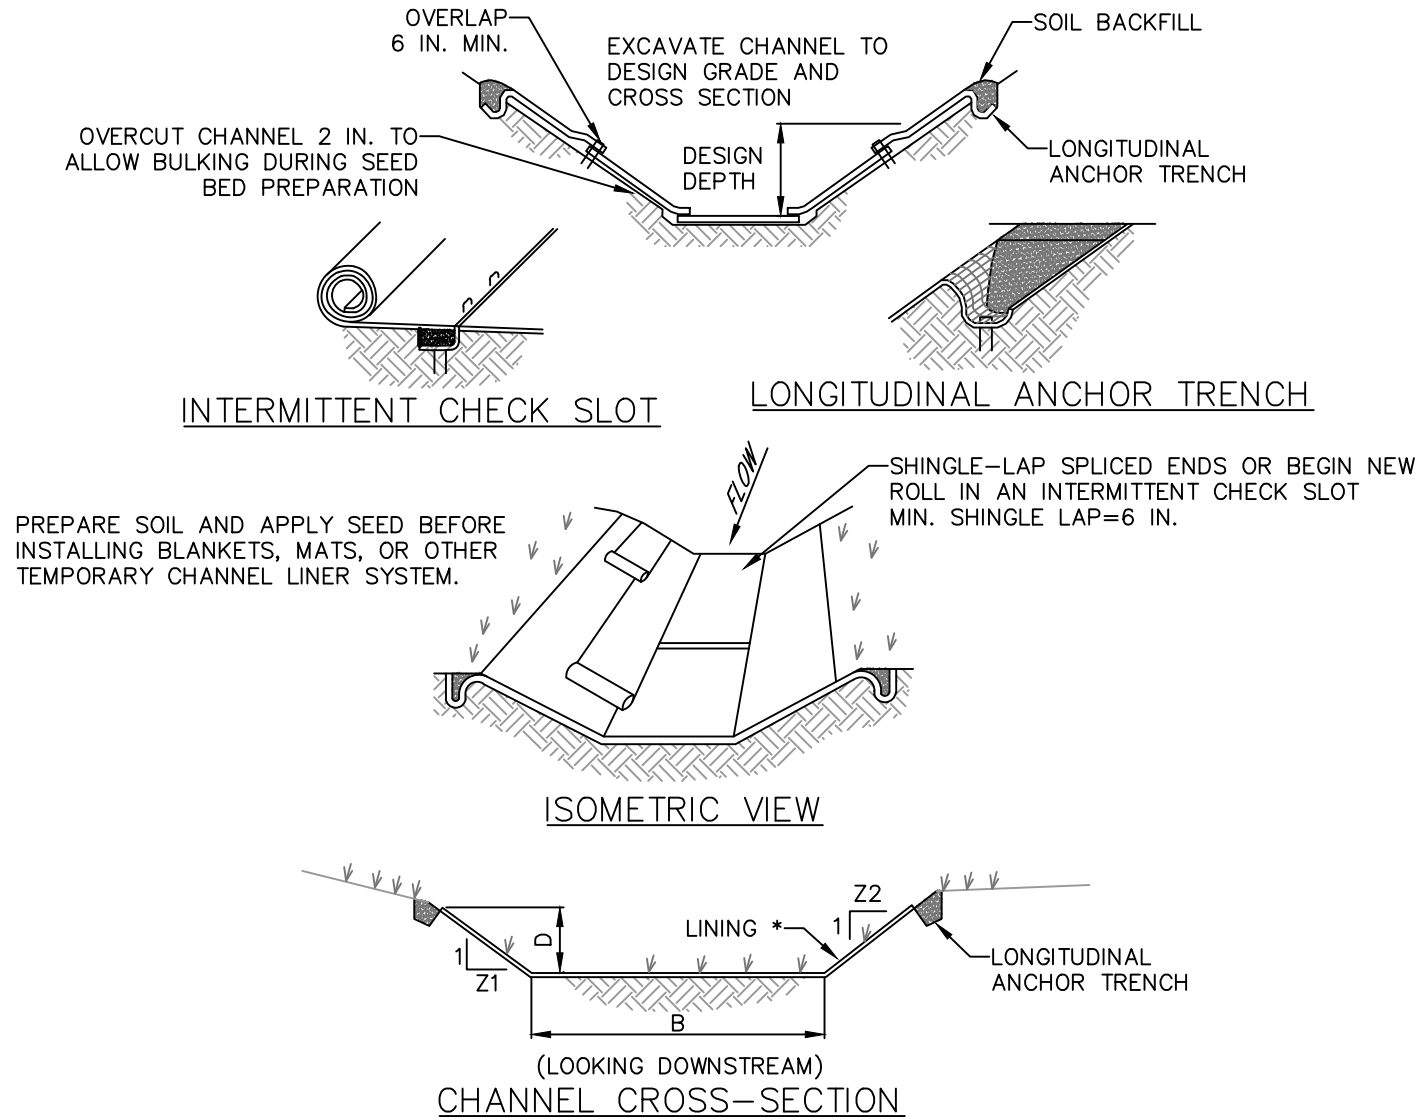 OVERLAP
6 IN. MIN.
EXCAVATE CHANNEL TO
DESIGN GRADE AND
CROSS SECTION
SOIL BACKFILL
OVERCUT CHANNEL 2 IN. TO
ALLOW BULKING DURING SEED
BED PREPARATION
DESIGN
DEPTH
LONGITUDINAL
ANCHOR TRENCH
INTERMITTENT CHECK SLOT
LONGITUDINAL ANCHOR TRENCH
FLOW
SHINGLE-LAP SPLICED ENDS OR BEGIN NEW
ROLL IN AN INTERMITTENT CHECK SLOT
MIN. SHINGLE LAP=6 IN.
PREPARE SOIL AND APPLY SEED BEFORE
INSTALLING BLANKETS, MATS, OR OTHER
TEMPORARY CHANNEL LINER SYSTEM.
ISOMETRIC VIEW
1
Z1
D
LINING *
1
Z2
LONGITUDINAL
ANCHOR TRENCH
B
(LOOKING DOWNSTREAM)
CHANNEL CROSS-SECTION